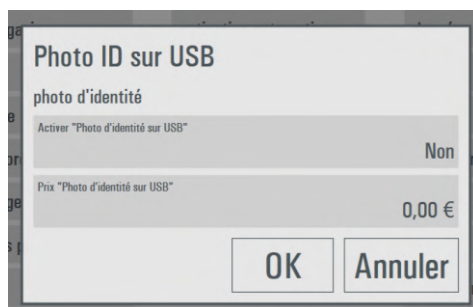 Photo ID sur USB
photo d'identité
Activer "Photo d'identité sur USB"
Non
Prix "Photo d'identité sur USB"
0,00 €
OK
Annuler